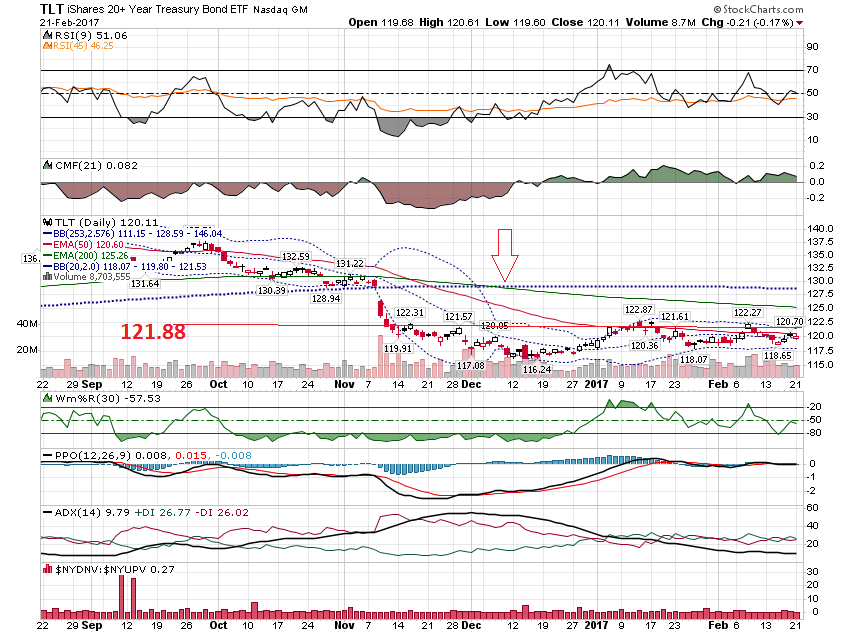 TLT iShares 20+ Year Treasury Bond ETF Nasdaq GM © StockCharts.com
21-Feb-2017 Open 119.68 High 120.61 Low 119.60 Close 120.11 Volume 8.7M Chg -0.21 (-0.17%)
RSI(9) 51.06
RSI(45) 46.25
90
70
50
30
10
CMF(21) 0.082
0.2
0.0
-0.2
TLT (Daily) 120.11
BB(253,2.576) 111.15 - 128.59 - 146.04
EMA(50) 120.60
EMA(200) 125.26
BB(20,2.0) 118.07 - 119.80 - 121.53
Volume 8,703,555
140.0
137.5
135.0
132.5
130.0
127.5
125.0
122.5
120.0
117.5
115.0
136.
131.64
130.39
132.59
128.94
131.22
122.31
119.91
121.57
117.08
120.05
116.24
122.87
120.36
121.61
118.07
122.27
118.65
120.70
121.88
40M
20M
22 29 Sep 12 19 26 Oct 10 17 24 Nov 7 14 21 28 Dec 12 19 27 2017 9 17 23 Feb 6 13 21
Wm%R(30) -57.53
-20
-50
-80
PPO(12,26,9) 0.008, 0.015, -0.008
0
-1
-2
ADX(14) 9.79 +DI 26.77 -DI 26.02
60
40
20
$NYDNV:$NYUPV 0.27
30
20
10
0
22 29 Sep 12 19 26 Oct 10 17 24 Nov 7 14 21 28 Dec 12 19 27 2017 9 17 23 Feb 6 13 21